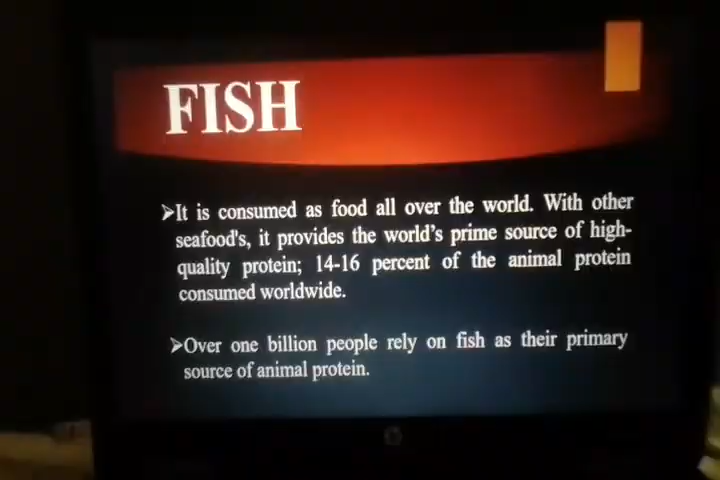 FISH
➢It is consumed as food all over the world. With other
seafood's, it provides the world's prime source of high-
quality protein; 14-16 percent of the animal protein
consumed worldwide.
➢Over one billion people rely on fish as their primary
source of animal protein.
hp